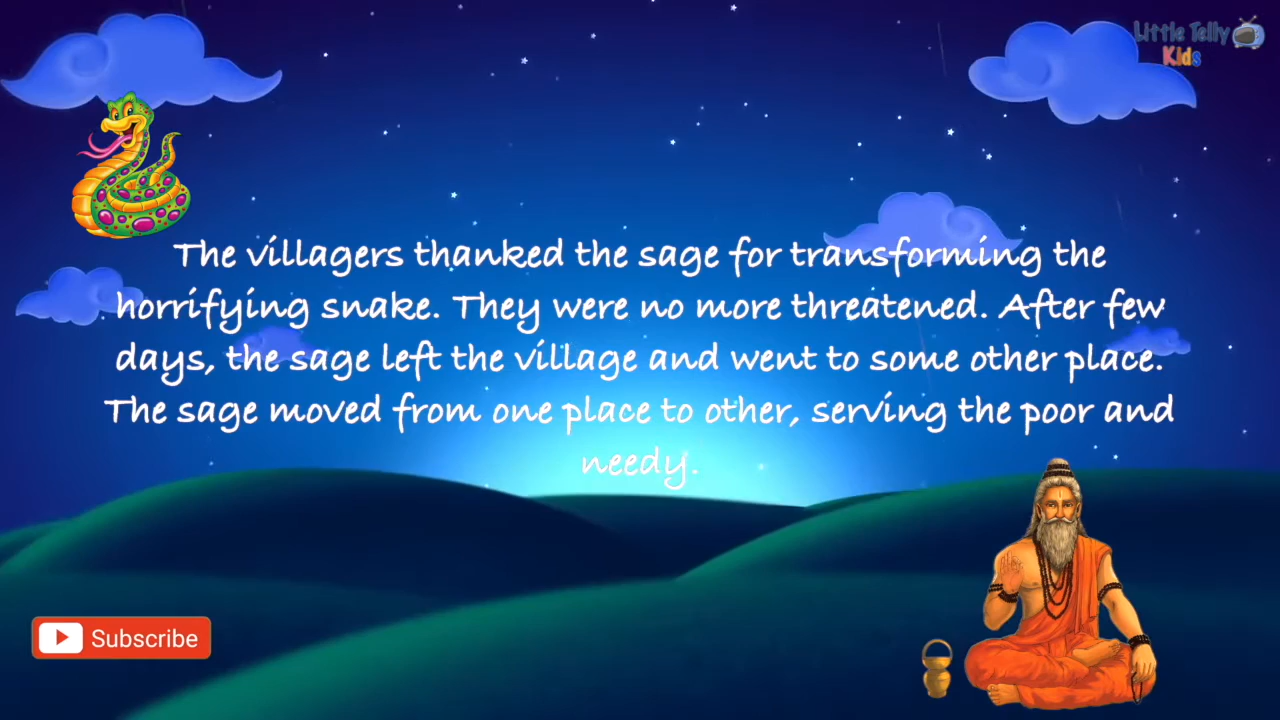 Little Telly
Kids
The villagers thanked the sage for transforming the
horrifying snake. They were no more threatened. After few
days, the sage left the village and went to some other place.
The sage moved from one place to other, serving the poor and
needy.
Subscribe